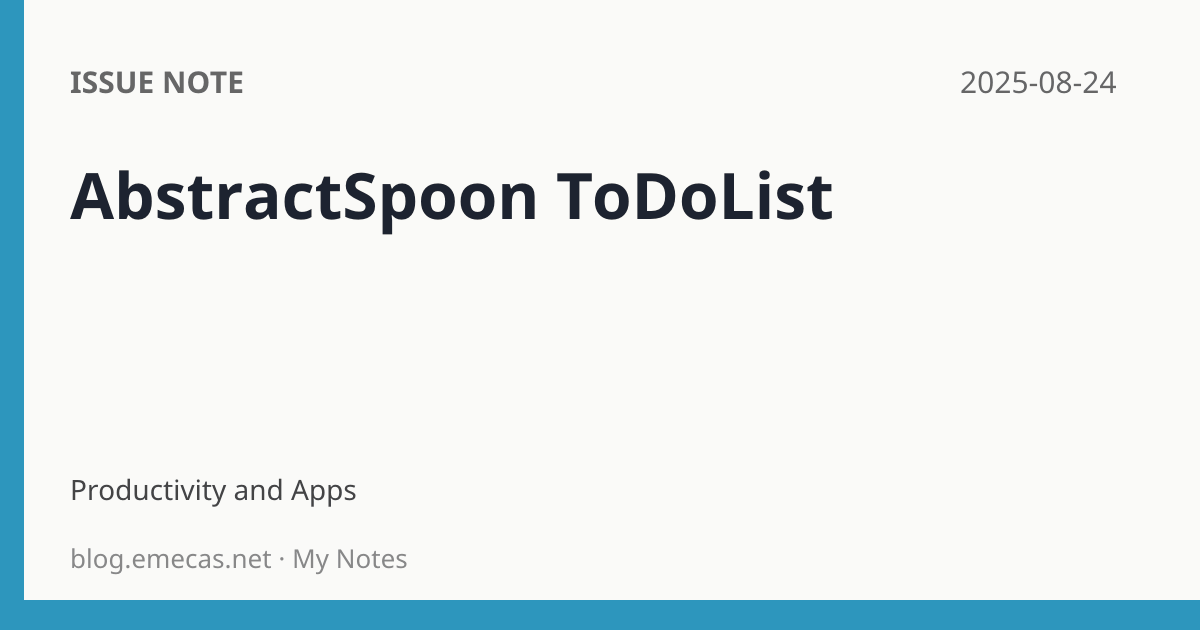 ISSUE NOTE
2025-08-24
AbstractSpoon ToDoList
Productivity and Apps
blog.emecas.net · My Notes